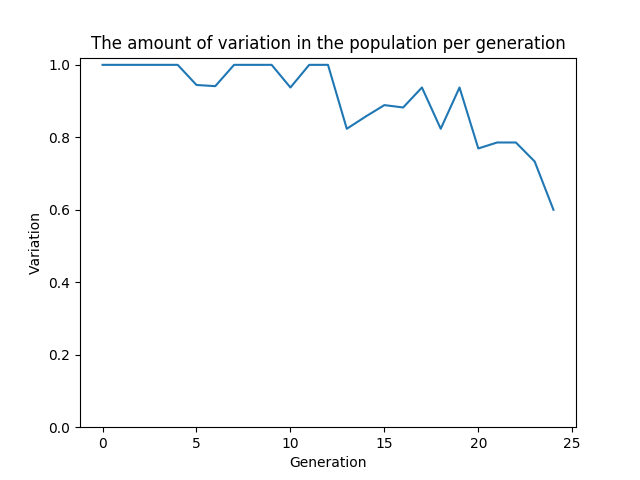 The amount of variation in the population per generation
1.0
0.8
0.6
0.4
0.2
0.0
Variation
0 5 10 15 20 25
Generation